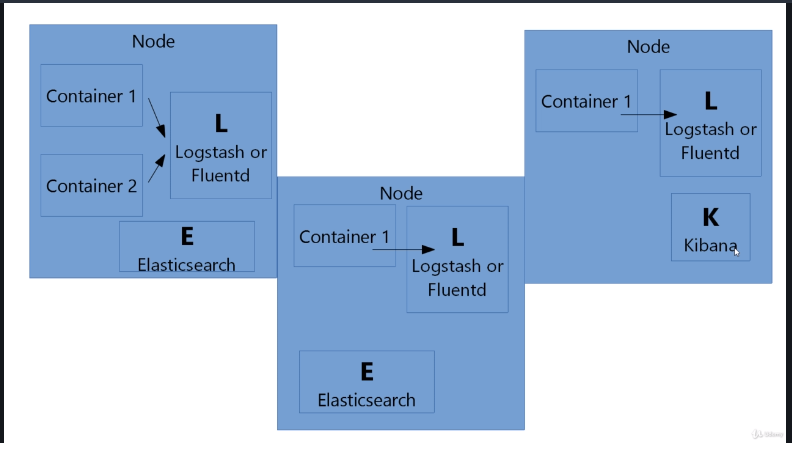 Node
Container 1
L
Logstash or
Fluentd
Container 2
E
Elasticsearch
Node
Container 1
L
Logstash or
Fluentd
E
Elasticsearch
Node
Container 1
L
Logstash or
Fluentd
K
Kibana
Udemy